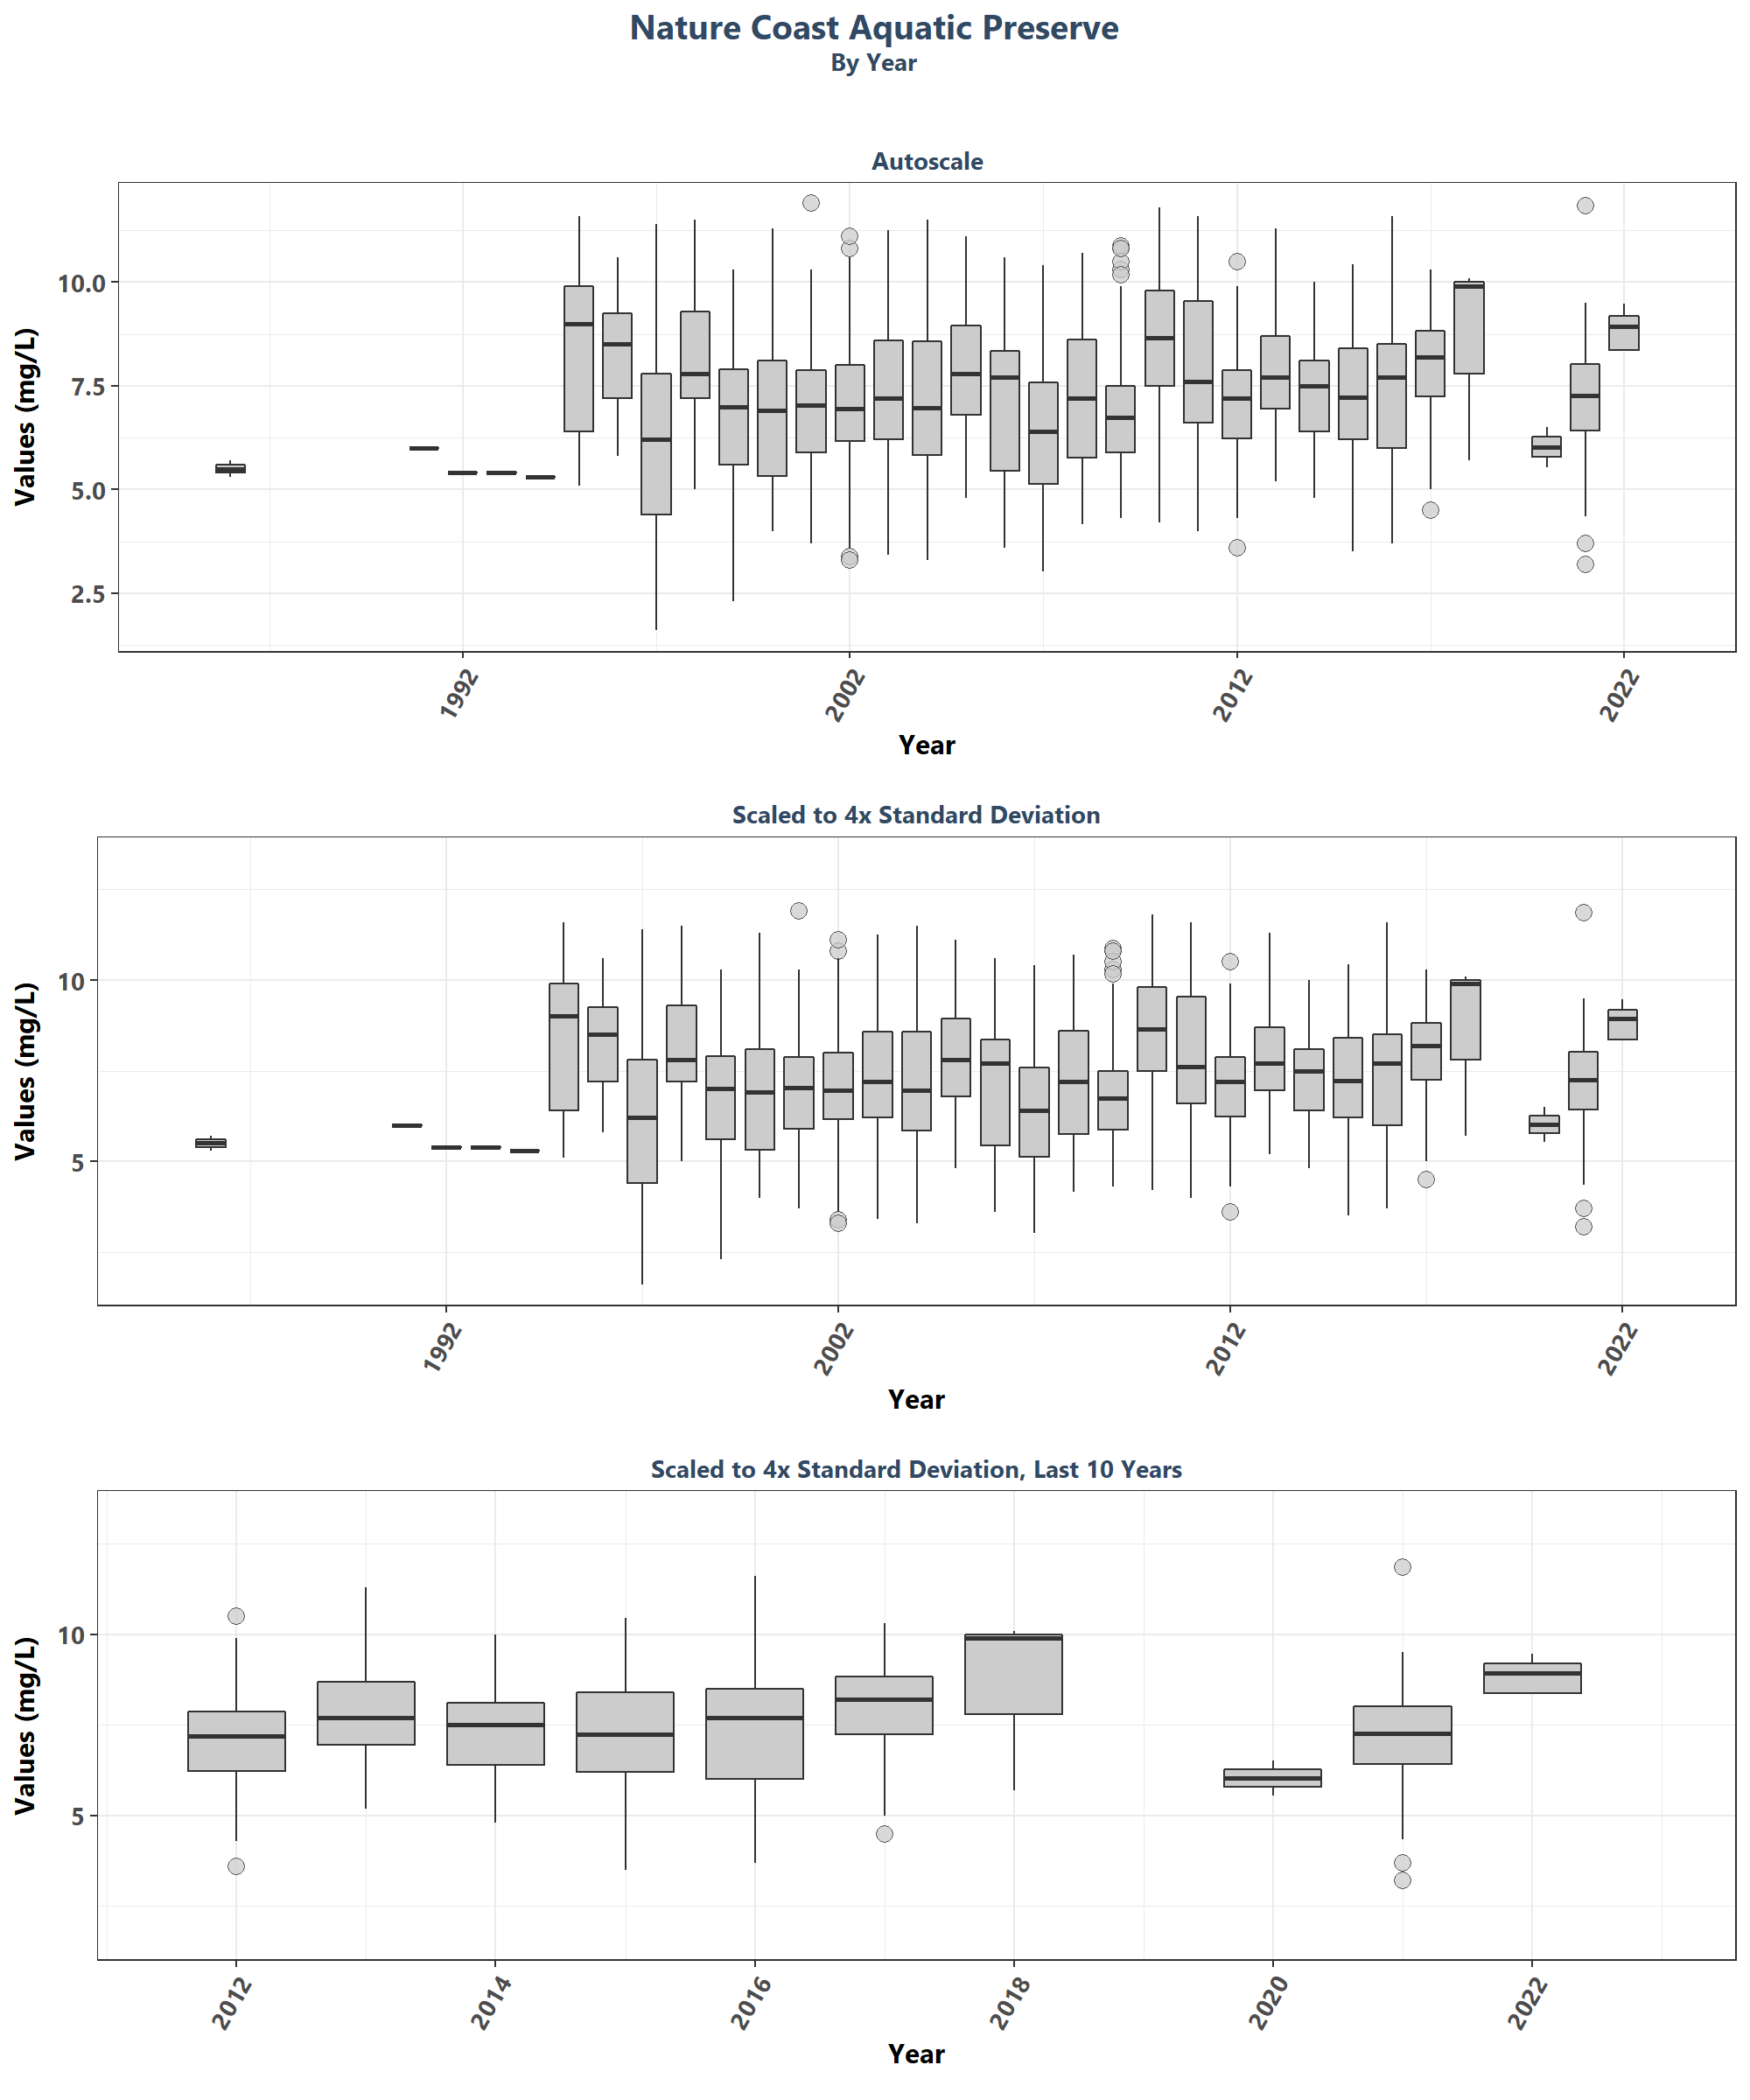 Nature Coast Aquatic Preserve
By Year
Autoscale
Values (mg/L)
10.0
7.5
5.0
2.5
1992
2002
2012
2022
Year
Scaled to 4x Standard Deviation
Values (mg/L)
10
5
1992
2002
2012
2022
Year
Scaled to 4x Standard Deviation, Last 10 Years
Values (mg/L)
10
5
2012
2014
2016
2018
2020
2022
Year